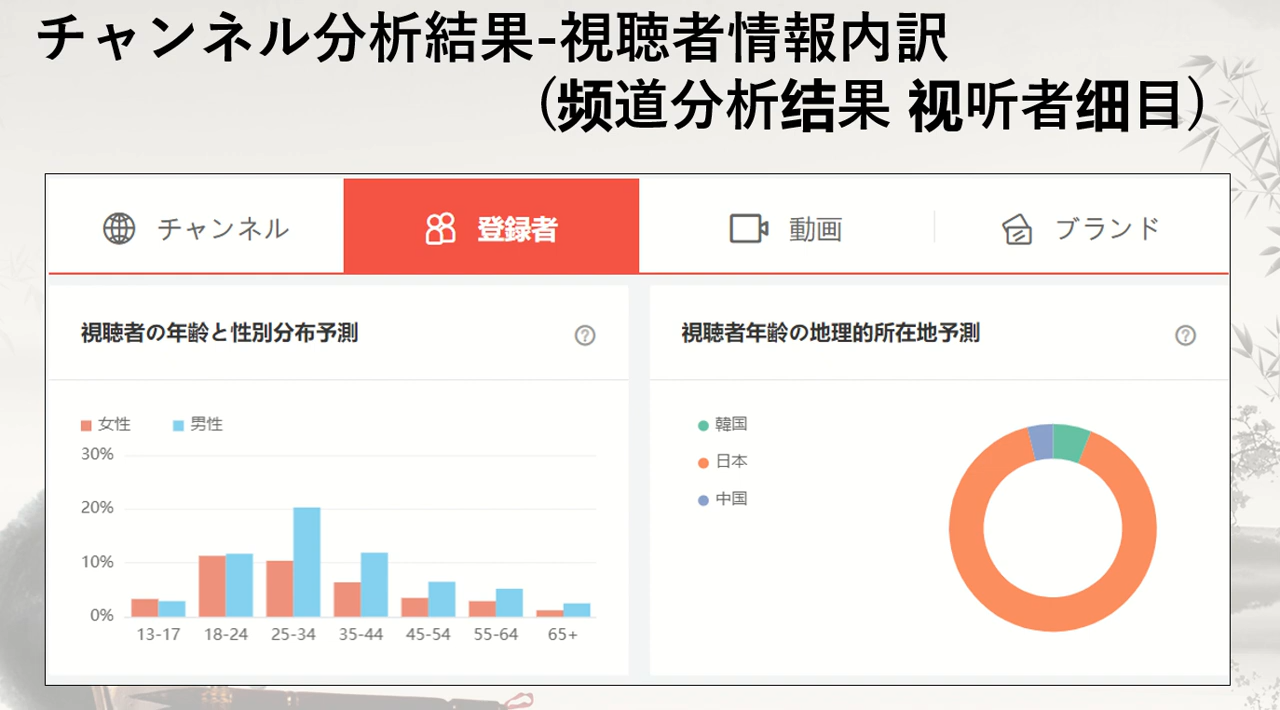 チャンネル分析結果-視聴者情報内訳
(频道分析结果 视听者细目)
チャンネル 登録者 動画 ブランド
視聴者の年齢と性別分布予測 ?
視聴者年齢の地理的所在地予測 ?
女性 男性
30%
20%
10%
0%
13-17 18-24 25-34 35-44 45-54 55-64 65+
韓国
日本
中国